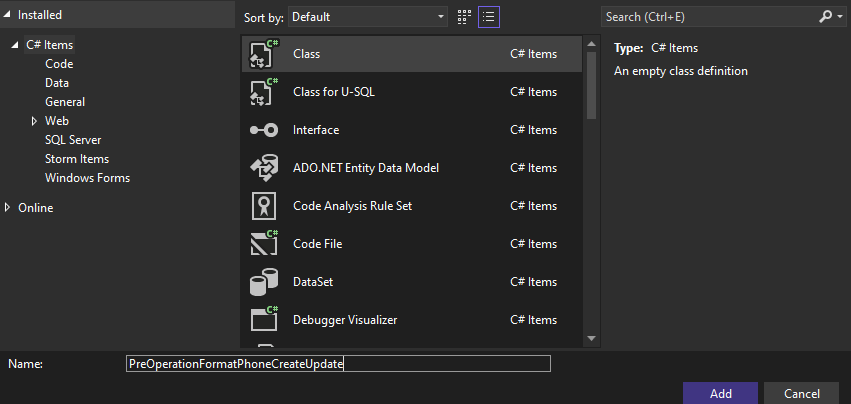 Installed
C# Items
Code
Data
General
Web
SQL Server
Storm Items
Windows Forms
Online
Sort by: Default
C# Class C# Items
C# Class for U-SQL C# Items
Interface C# Items
ADO.NET Entity Data Model C# Items
Code Analysis Rule Set C# Items
C# Code File C# Items
DataSet C# Items
C# Debugger Visualizer C# Items
C#
Search (Ctrl+E)
Type: C# Items
An empty class definition
Name: PreOperationFormatPhoneCreateUpdate
Add Cancel